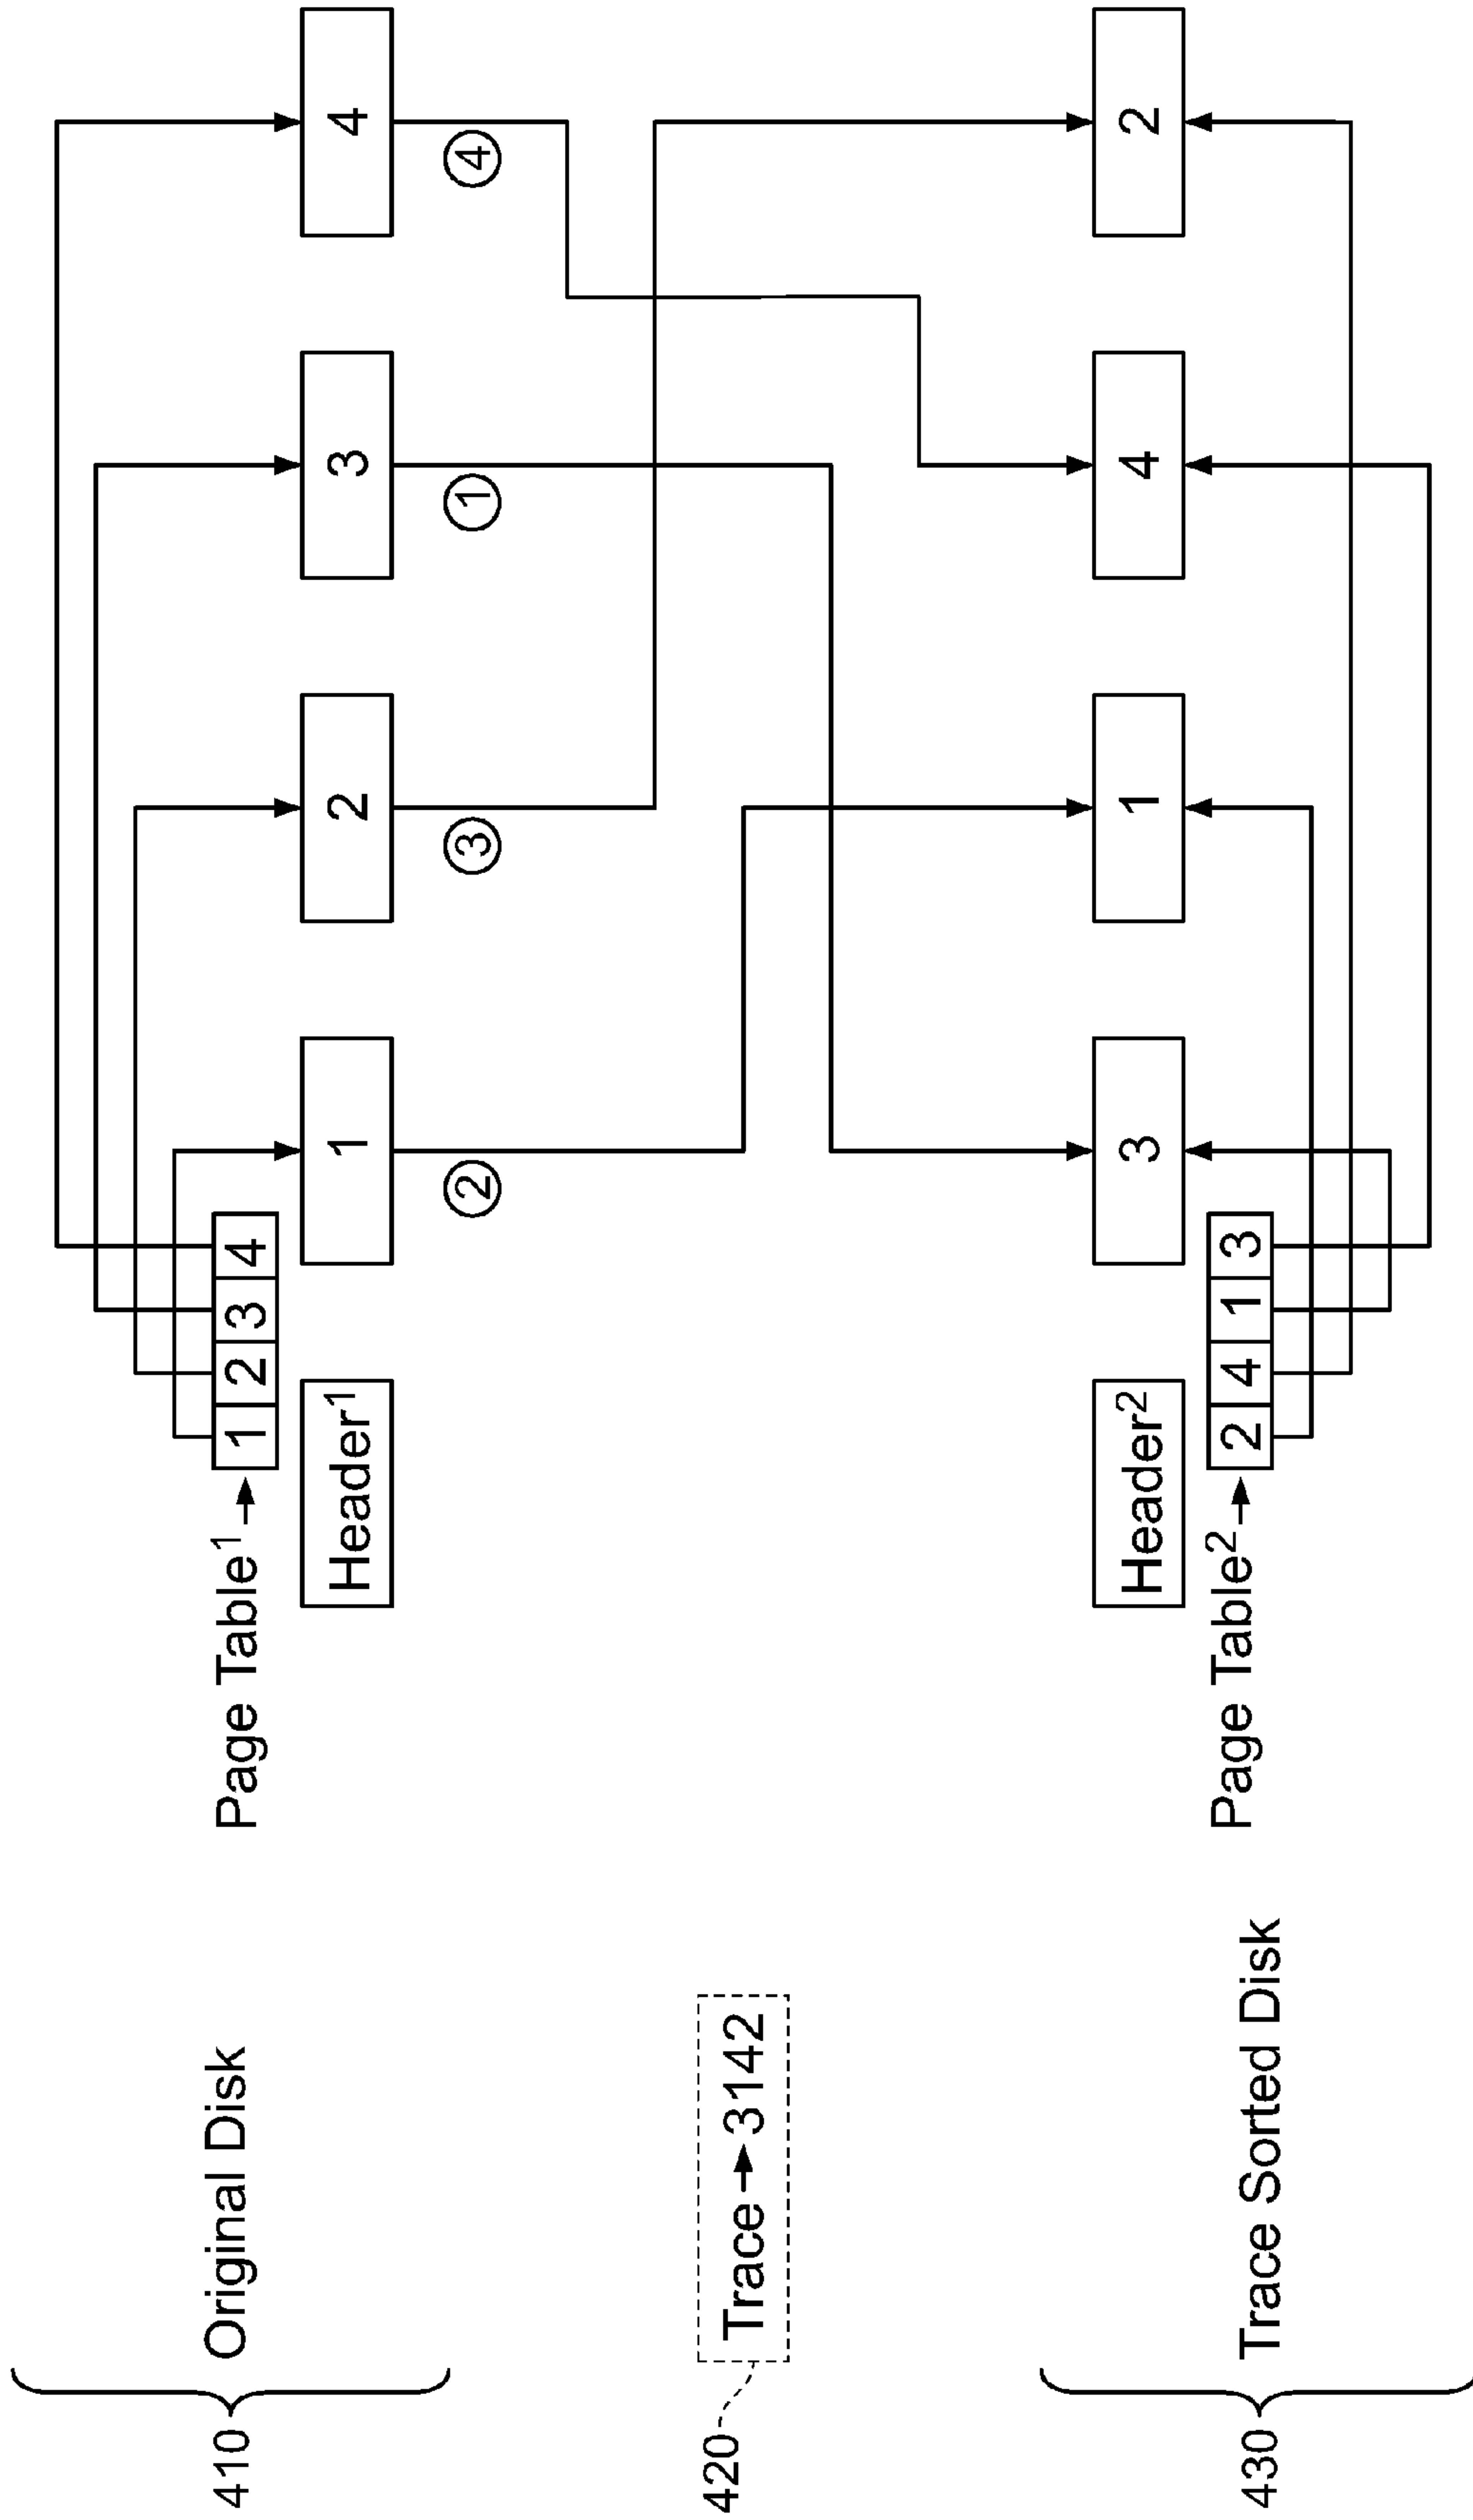 410 Original Disk
Page Table1
1 2 3 4
Header1 1 2 3 4
2 3 1 4
420 Trace 3142
Header2 3 1 4 2
Page Table2
2 4 1 3
430 Trace Sorted Disk